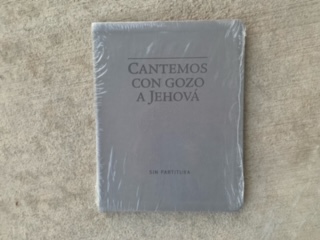 CANTEMOS
CON GOZO
A JEHOVÁ
SIN PARTITURA